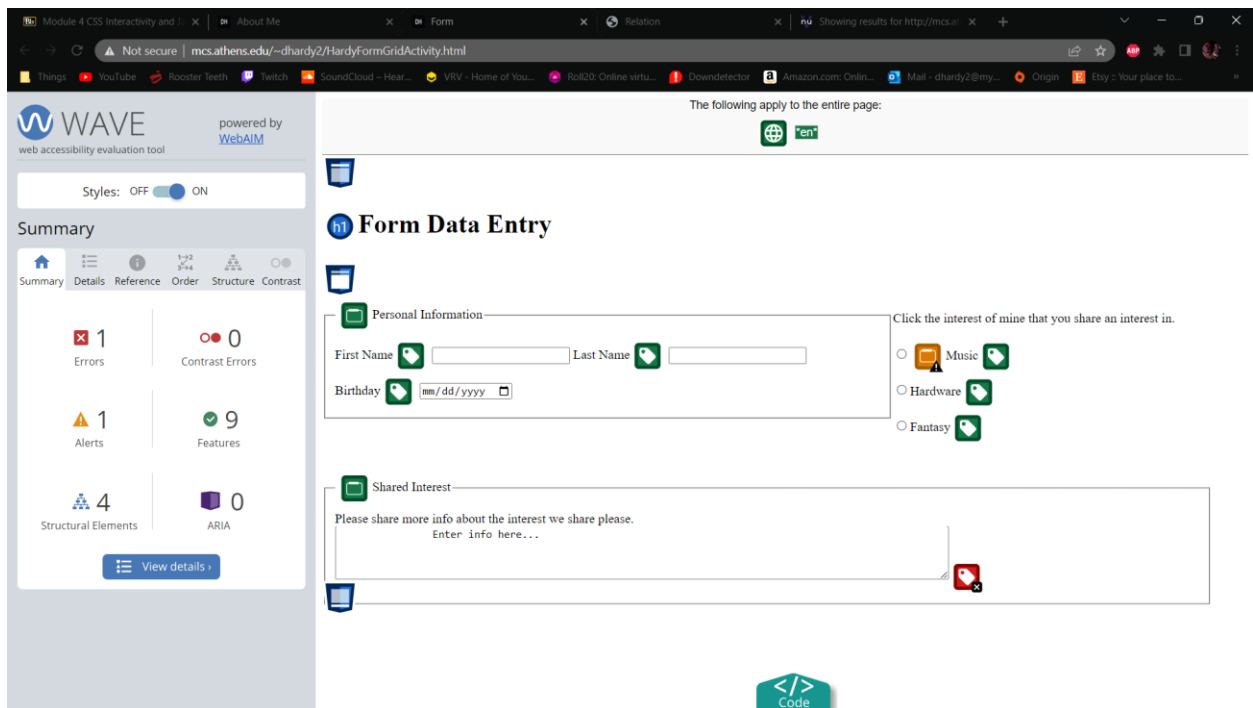 Module 4 CSS Interactivity and Ja
DH About Me
DH Form
Relation
Showing results for http://mcs.at
Not secure | mcs.athens.edu/~dhardy2/HardyFormGridActivity.html
ABP
Things
YouTube
Rooster Teeth
Twitch
SoundCloud – Hear...
VRV - Home of You...
Roll20: Online virtu...
Downdetector
a Amazon.com: Onlin...
Mail - dhardy2@my...
Origin
E Etsy :: Your place to...
»
WAVE
web accessibility evaluation tool
powered by
WebAIM
Styles: OFF ON
Summary
Summary Details Reference Order Structure Contrast
1
Errors
0
Contrast Errors
1
Alerts
9
Features
4
Structural Elements
0
ARIA
View details ›
The following apply to the entire page:
"en"
h1 Form Data Entry
Personal Information
First Name
Last Name
Birthday
mm/dd/yyyy
Click the interest of mine that you share an interest in.
Music
Hardware
Fantasy
Shared Interest
Please share more info about the interest we share please.
Enter info here...
</>
Code